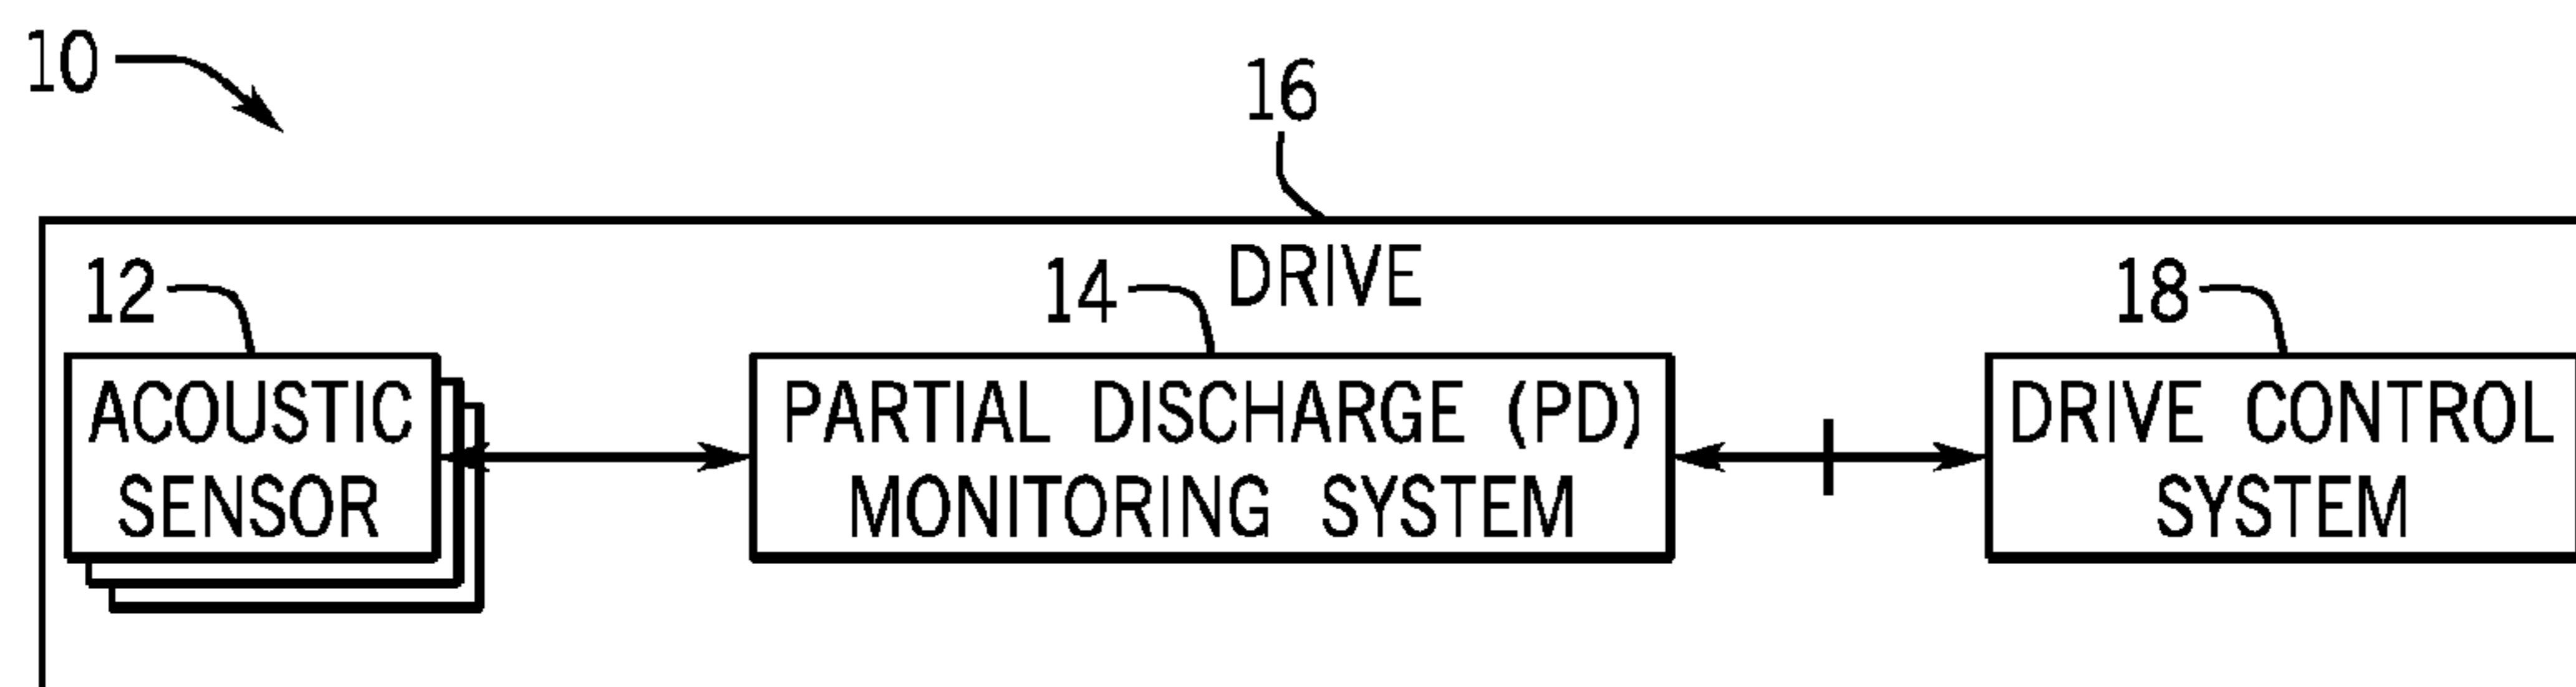 10
16
DRIVE
12
14
18
ACOUSTIC
SENSOR
PARTIAL DISCHARGE (PD)
MONITORING SYSTEM
DRIVE CONTROL
SYSTEM